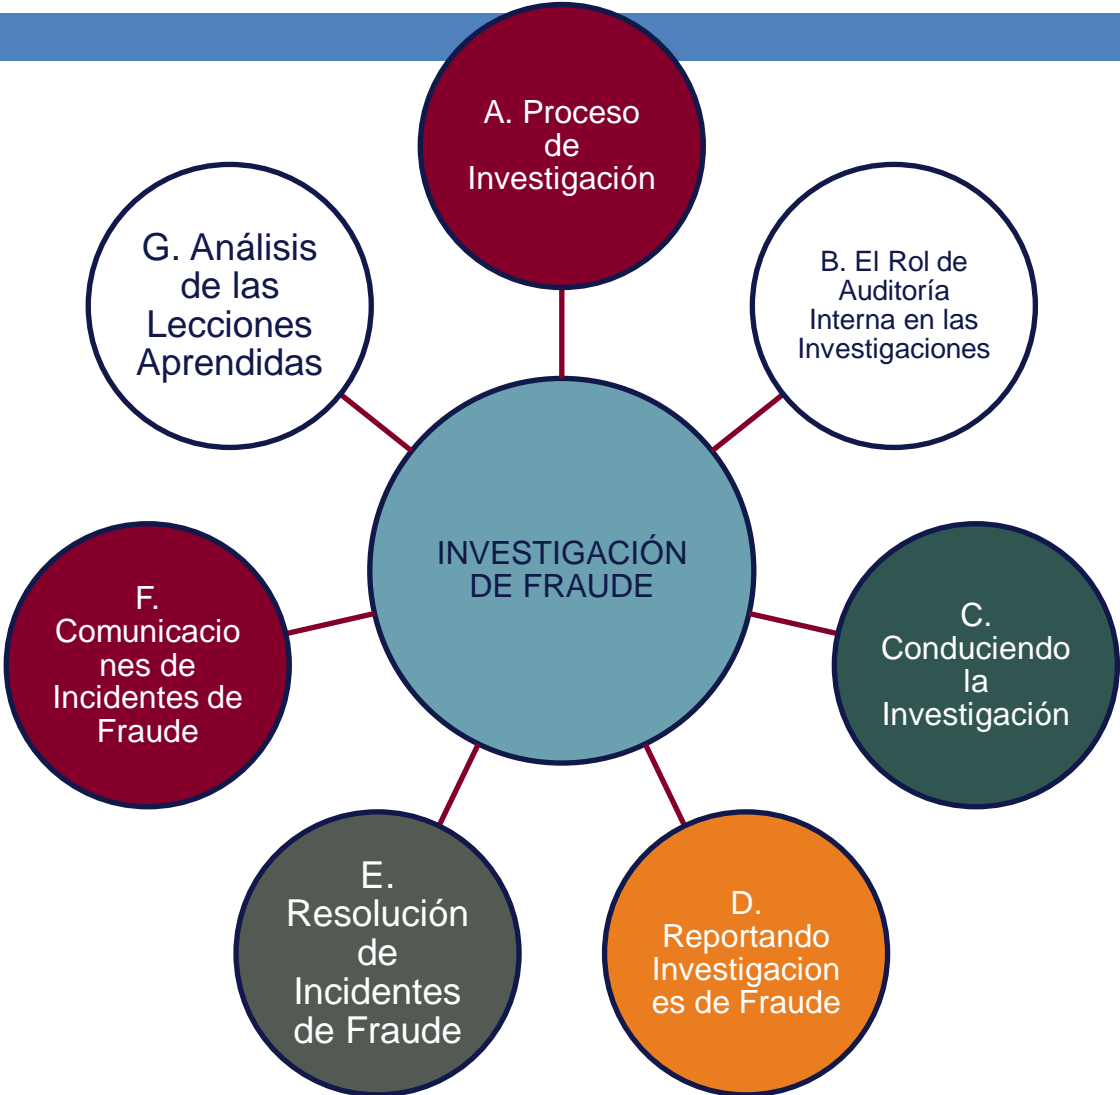 A. Proceso
de
Investigación
B. El Rol de
Auditoría
Interna en las
Investigaciones
C.
Conduciendo
la
Investigación
D.
Reportando
Investigacion
es de Fraude
E.
Resolución
de
Incidentes
de Fraude
F.
Comunicacio
nes de
Incidentes de
Fraude
G. Análisis
de las
Lecciones
Aprendidas
INVESTIGACIÓN
DE FRAUDE